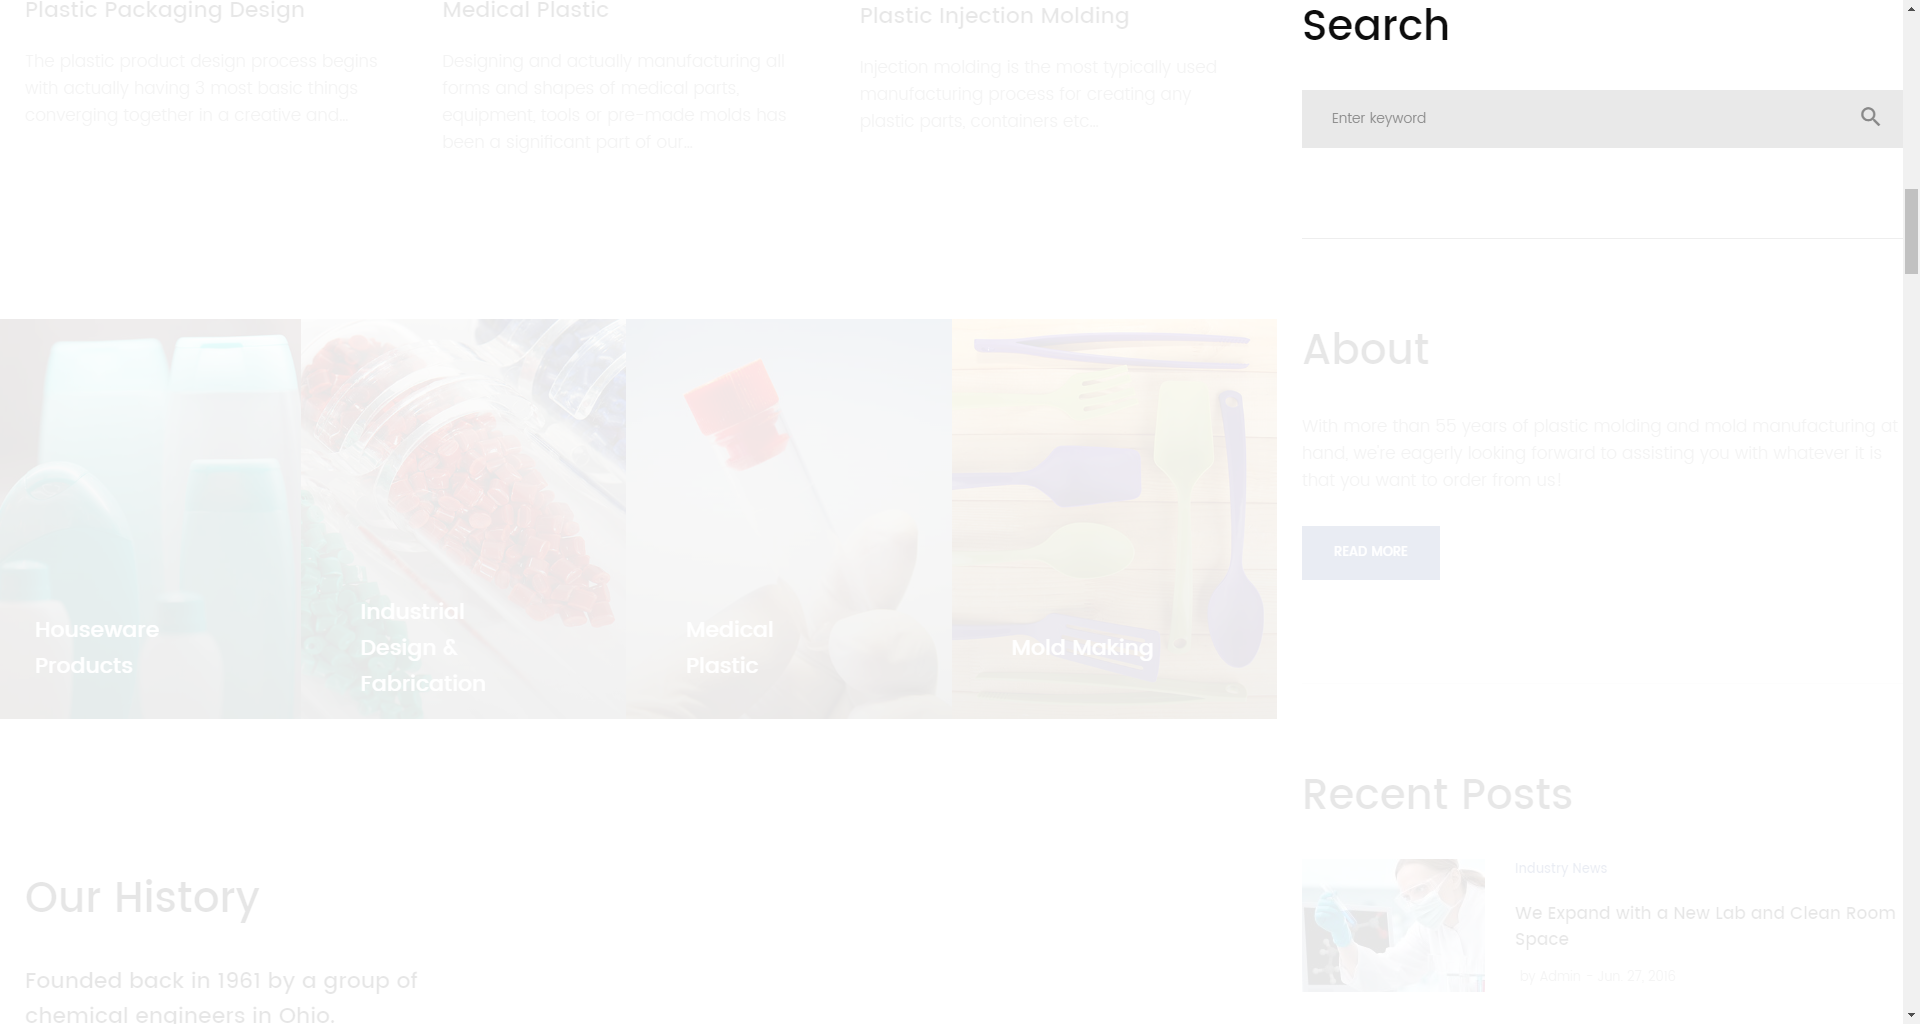 Plastic Packaging Design
The plastic product design process begins
with actually having 3 most basic things
converging together in a creative and...
Medical Plastic
Designing and actually manufacturing all
forms and shapes of medical parts,
equipment, tools or pre-made molds has
been a significant part of our...
Plastic Injection Molding
Injection molding is the most typically used
manufacturing process for creating any
plastic parts, containers etc...
Houseware
Products
Industrial
Design &
Fabrication
Medical
Plastic
Mold Making
Our History
Founded back in 1961 by a group of
chemical engineers in Ohio.
Search
Enter keyword
About
With more than 55 years of plastic molding and mold manufacturing at
hand, we're eagerly looking forward to assisting you with whatever it is
that you want to order from us!
READ MORE
Recent Posts
Industry News
We Expand with a New Lab and Clean Room
Space
by Admin - Jun. 27, 2016